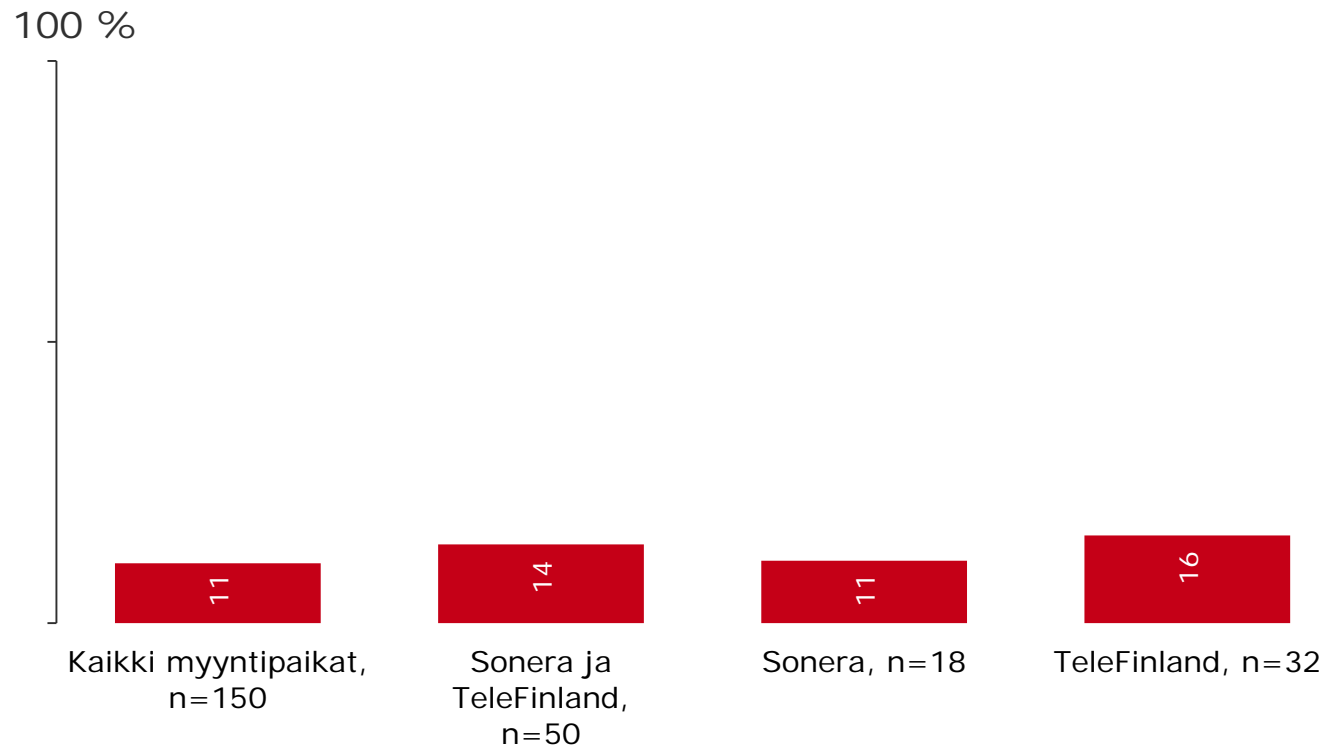 100 %
11
14
11
16
Kaikki myyntipaikat,
n=150
Sonera ja
TeleFinland,
n=50
Sonera, n=18
TeleFinland, n=32